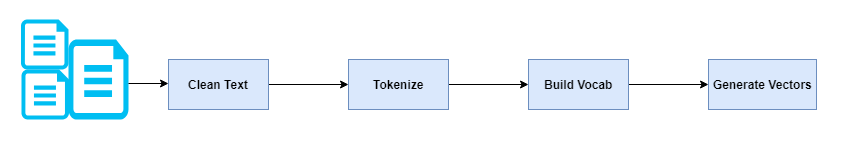 Clean Text
Tokenize
Build Vocab
Generate Vectors